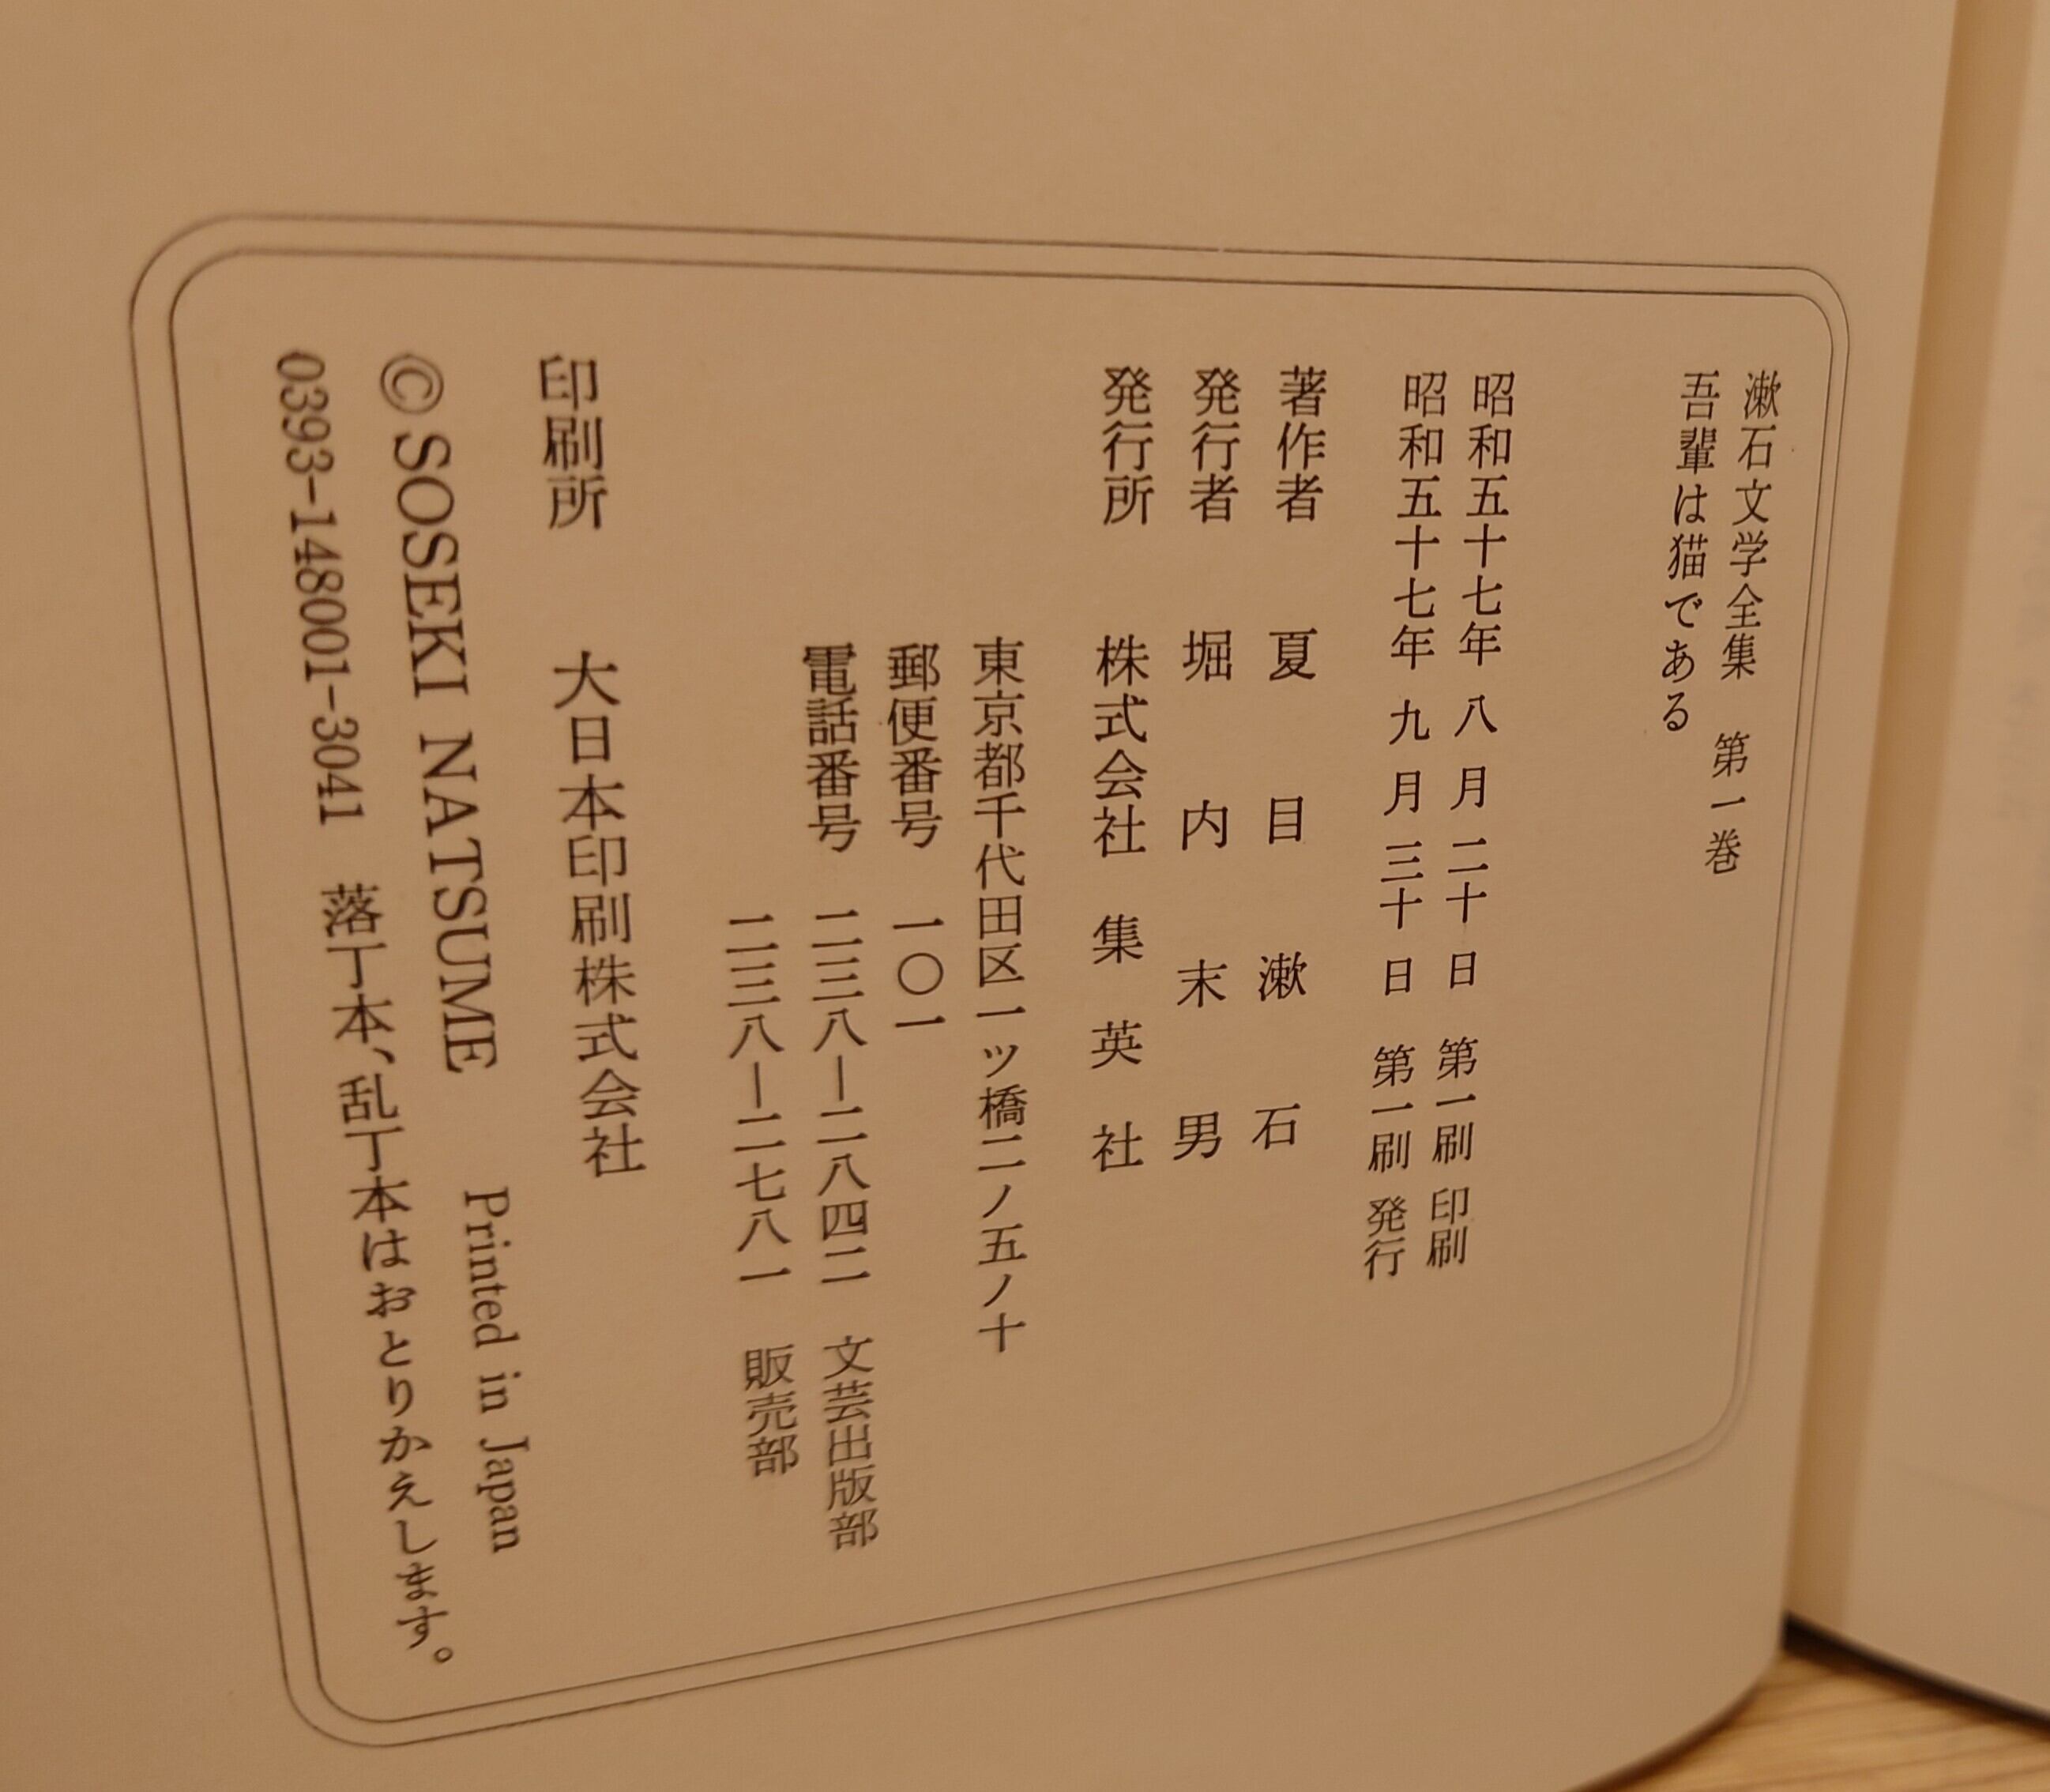 漱石文学全集　第一巻
吾輩は猫である
昭和五十七年 八 月 二十 日　第一刷 印刷
昭和五十七年 九 月 三十 日　第一刷 発行
著作者　夏目漱石
発行者　堀内末男
発行所　株式会社 集英社
東京都千代田区一ツ橋二ノ五ノ十
郵便番号　一〇一
電話番号　二三八―二八四二　文芸出版部
二三八―二七八一　販売部
印刷所　大日本印刷株式会社
© SOSEKI NATSUME　Printed in Japan
0393-148001-3041　落丁本、乱丁本はおとりかえします。